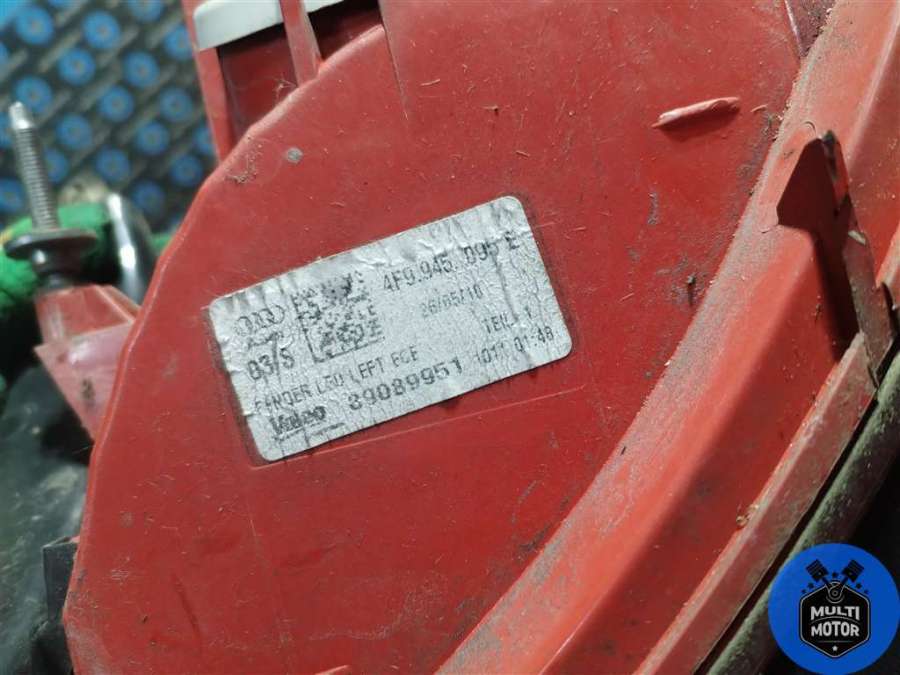 4F9.945.095 E
26/05/10
03/S
TEIL: 1
FENDER LED LEFT ECE
1011 01:48
Valeo 89089951
MULTI
MOTOR